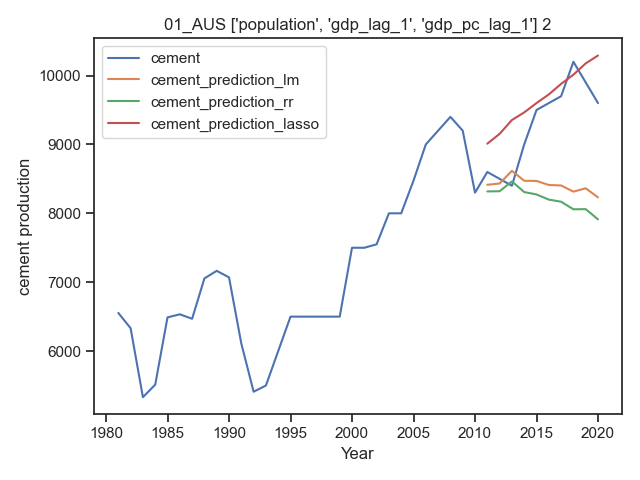 01_AUS ['population', 'gdp_lag_1', 'gdp_pc_lag_1'] 2
cement
cement_prediction_lm
cement_prediction_rr
cement_prediction_lasso
cement production
10000
9000
8000
7000
6000
1980 1985 1990 1995 2000 2005 2010 2015 2020
Year